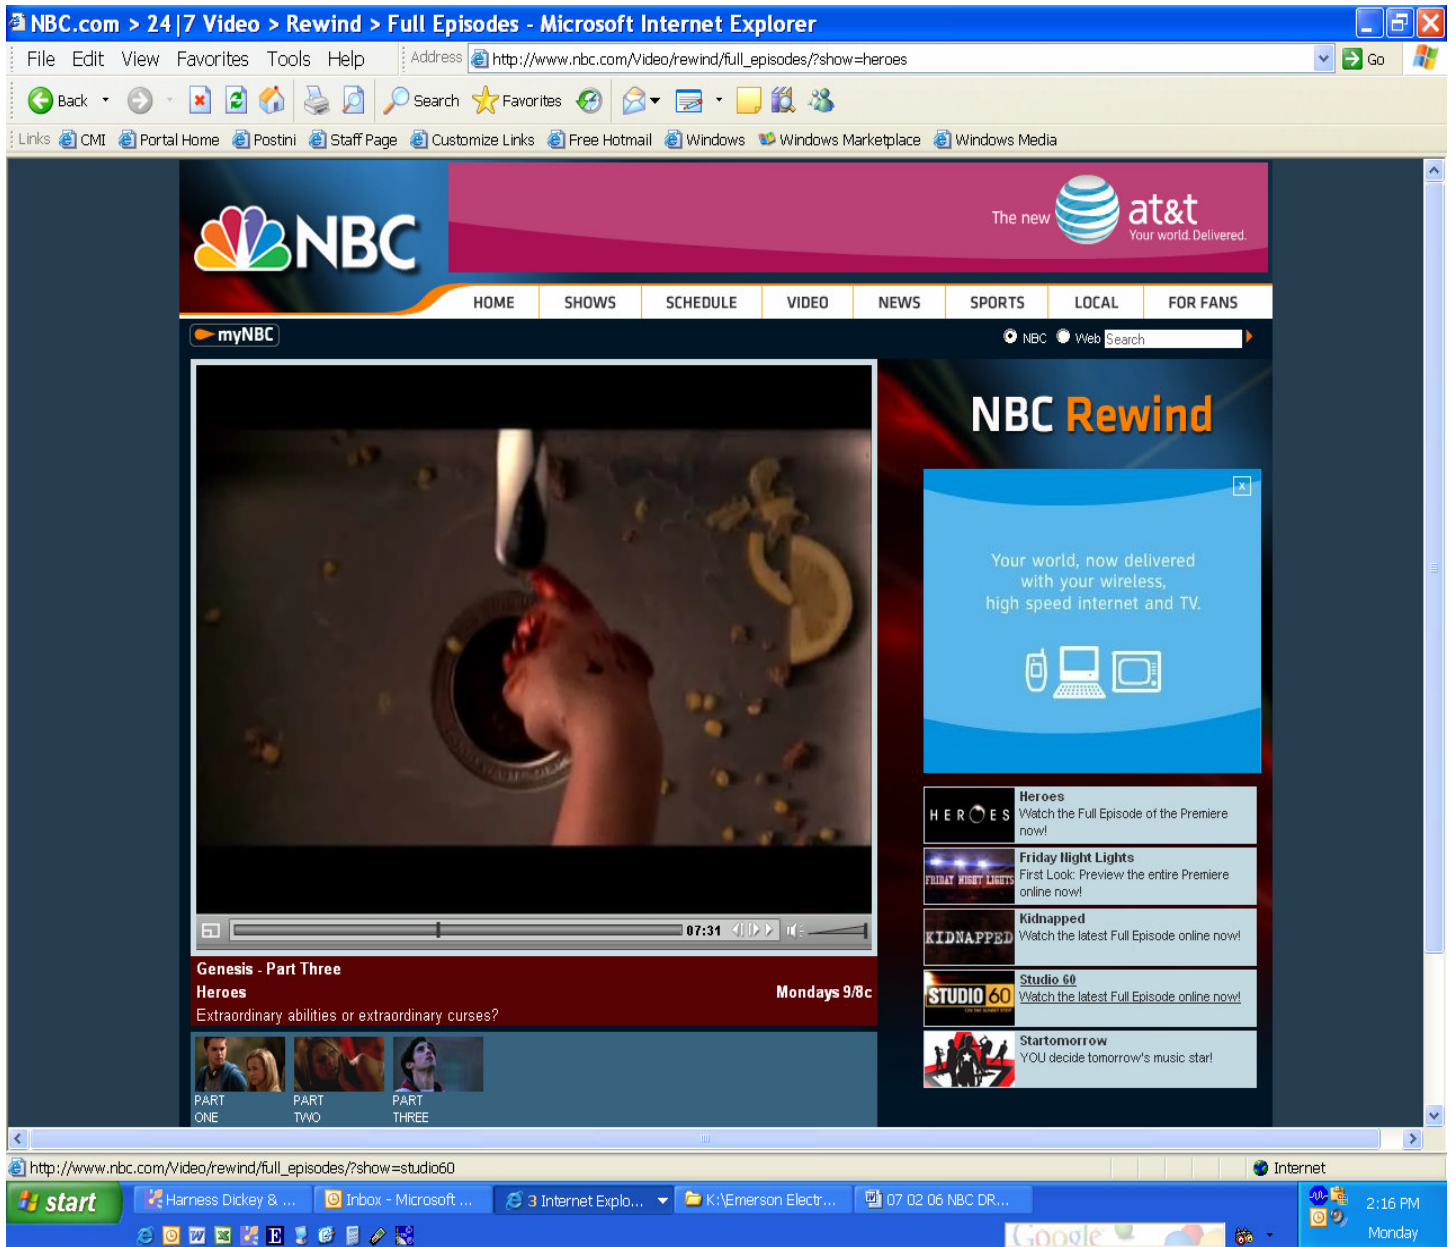 NBC.com > 24|7 Video > Rewind > Full Episodes - Microsoft Internet Explorer
File Edit View Favorites Tools Help Address http://www.nbc.com/Video/rewind/full_episodes/?show=heroes Go
Back Search Favorites
Links CMI Portal Home Postini Staff Page Customize Links Free Hotmail Windows Windows Marketplace Windows Media
NBC
The new at&t
Your world. Delivered.
HOME SHOWS SCHEDULE VIDEO NEWS SPORTS LOCAL FOR FANS
myNBC NBC Web Search
NBC Rewind
x
Your world, now delivered
with your wireless,
high speed internet and TV.
07:31
Genesis - Part Three
Heroes Mondays 9/8c
Extraordinary abilities or extraordinary curses?
PART
ONE
PART
TWO
PART
THREE
HEROES
Heroes
Watch the Full Episode of the Premiere
now!
FRIDAY NIGHT LIGHTS
Friday Night Lights
First Look: Preview the entire Premiere
online now!
KIDNAPPED
Kidnapped
Watch the latest Full Episode online now!
STUDIO 60
Studio 60
Watch the latest Full Episode online now!
Startomorrow
YOU decide tomorrow's music star!
http://www.nbc.com/Video/rewind/full_episodes/?show=studio60 Internet
start Harness Dickey & ... Inbox - Microsoft ... 3 Internet Explo... K:\Emerson Electr... 07 02 06 NBC DR... 2:16 PM
Google Monday